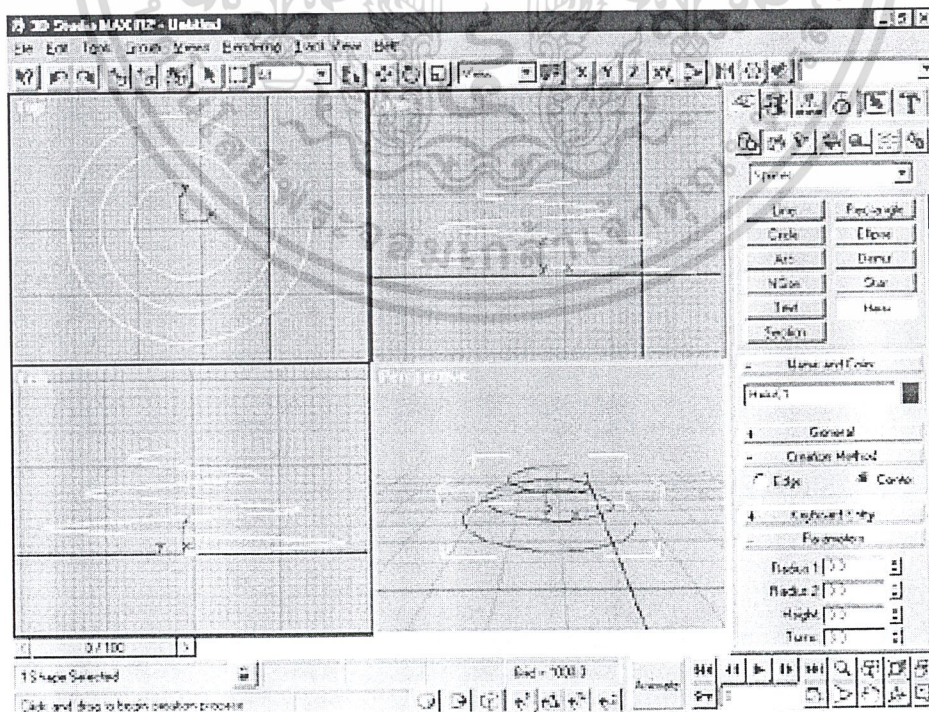 3D Studio MAX R2 - Untitled
File Edit Tools Group Views Rendering Track View Help
All
View
X Y Z XY
Splines
Line Rectangle
Circle Ellipse
Arc Donut
NGon Star
Text Helix
Section
- Name and Color
+ General
- Creation Method
Edge Center
+ Keyboard Entry
- Parameters
Radius 1
Radius 2
Height
Turns
Perspective
0 / 100
1 Shape Selected
Animate
Click and drag to begin creation process